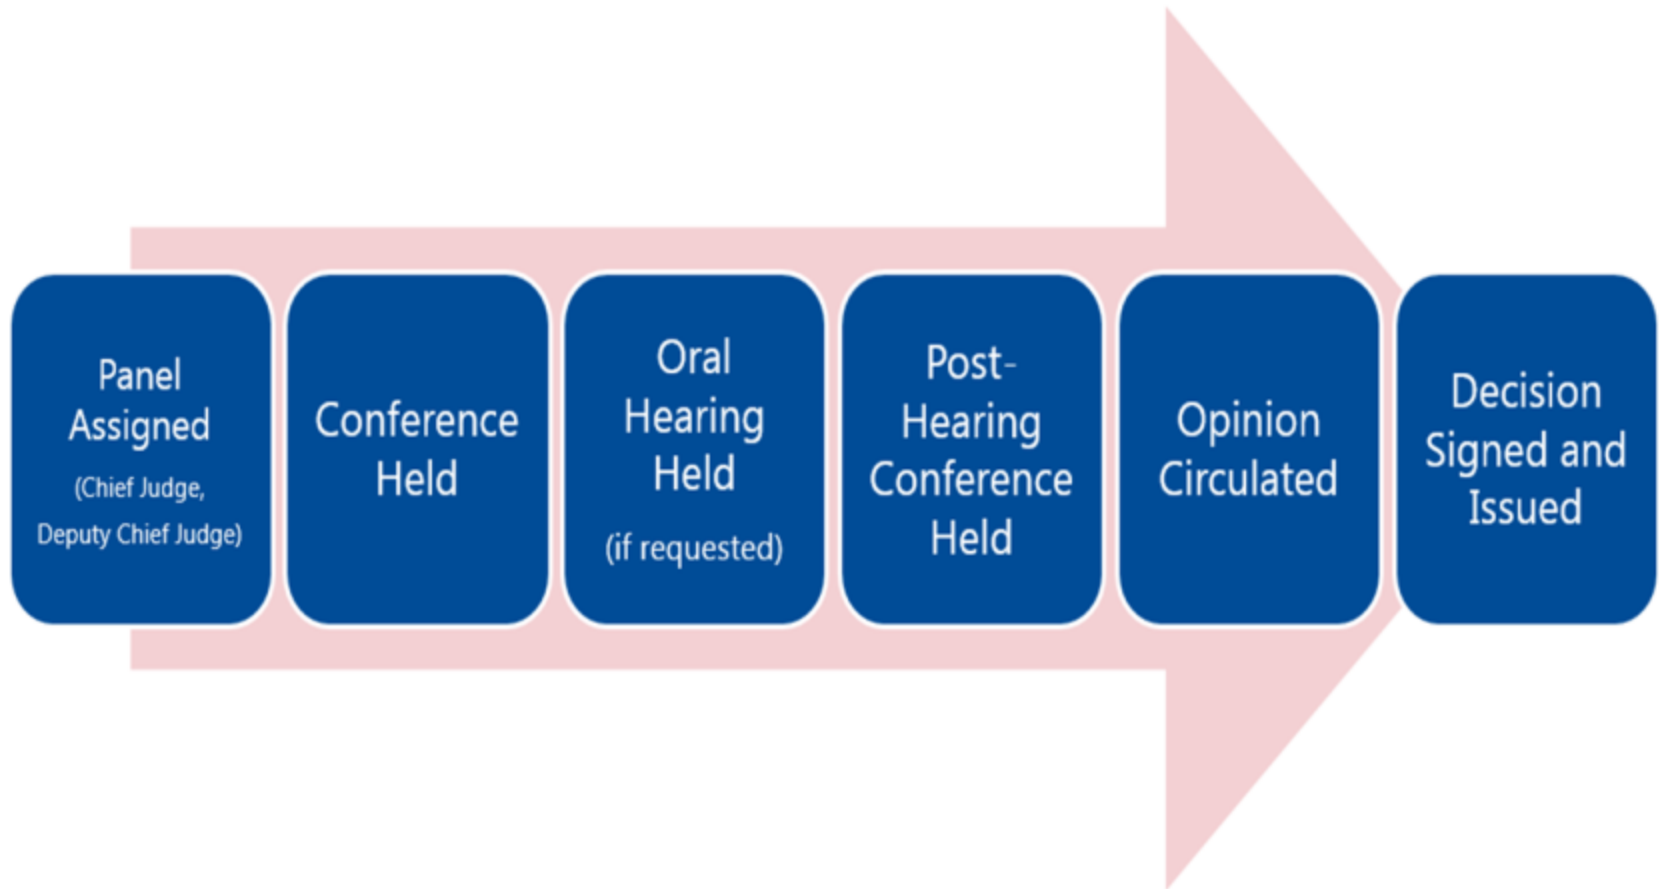 Panel
Assigned
(Chief Judge,
Deputy Chief Judge)
Conference
Held
Oral
Hearing
Held
(if requested)
Post-
Hearing
Conference
Held
Opinion
Circulated
Decision
Signed and
Issued